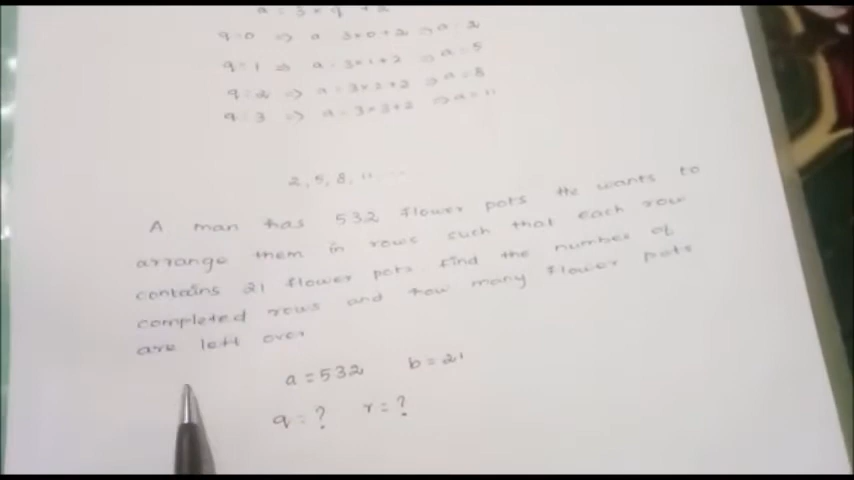 a = 3 × q + 2
q = 0 ⇒ a = 3×0+2 ⇒ a = 2
q = 1 ⇒ a = 3×1+2 ⇒ a = 5
q = 2 ⇒ a = 3×2+2 ⇒ a = 8
q = 3 ⇒ a = 3×3+2 ⇒ a = 11
2, 5, 8, 11 ....
A man has 532 flower pots He wants to
arrange them in rows such that each row
contains 21 flower pots. Find the number of
completed rows and how many flower pots
are left over
a = 532 b = 21
q = ? r = ?